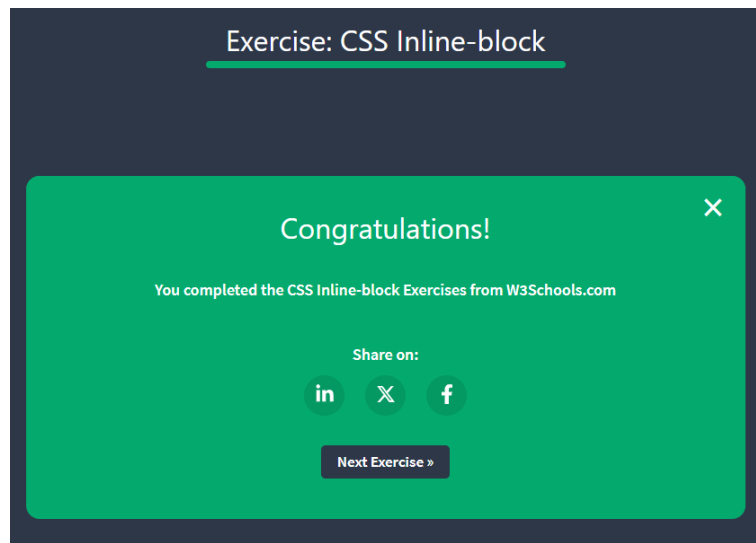 Exercise: CSS Inline-block
×
Congratulations!
You completed the CSS Inline-block Exercises from W3Schools.com
Share on:
in X f
Next Exercise »